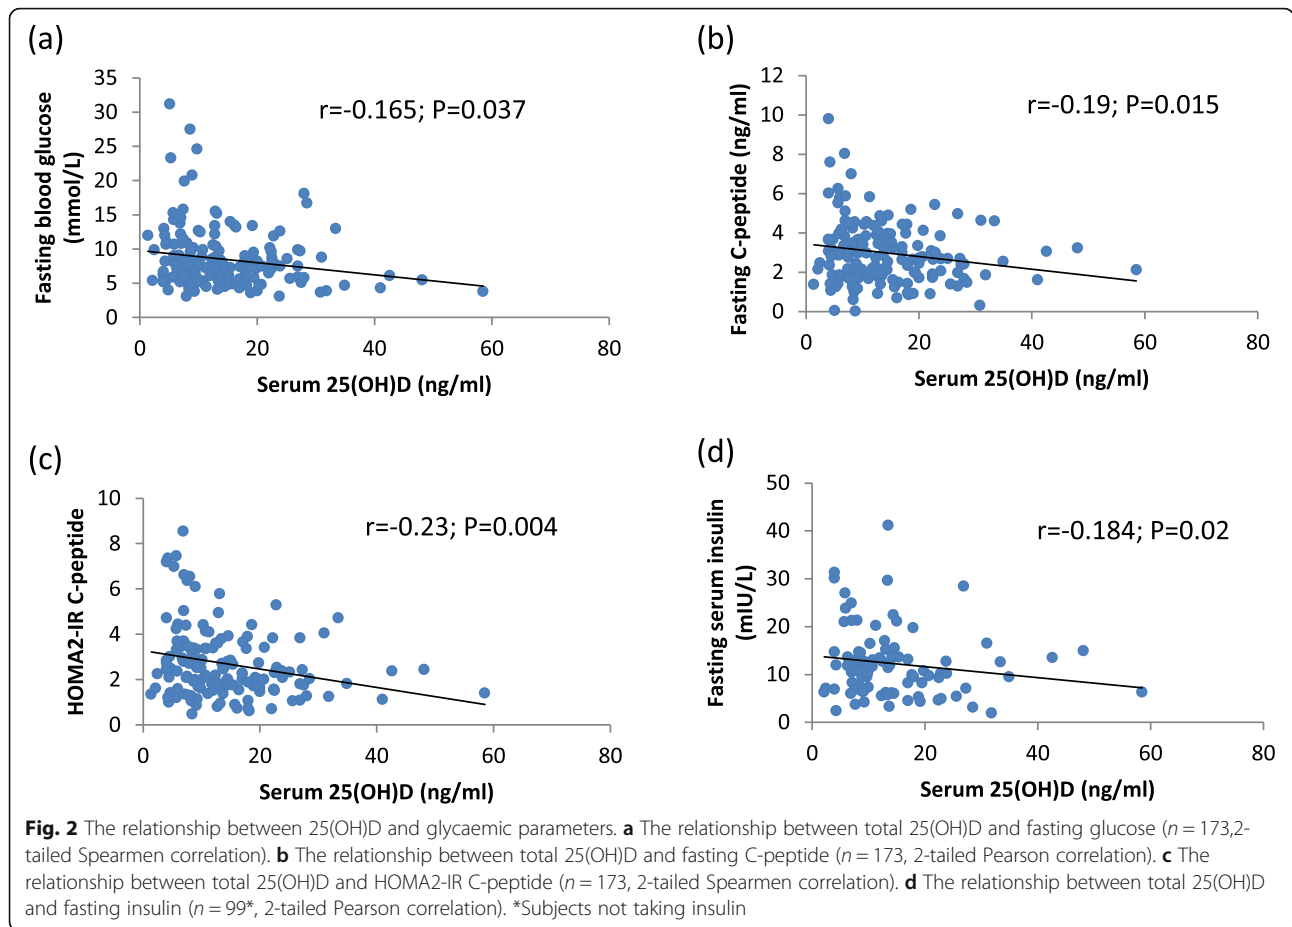 (a)
35
30
25
20
15
10
5
0
Fasting blood glucose
(mmol/L)
r=-0.165; P=0.037
0 20 40 60 80
Serum 25(OH)D (ng/ml)
(b)
12
10
8
6
4
2
0
Fasting C-peptide (ng/ml)
r=-0.19; P=0.015
0 20 40 60 80
Serum 25(OH)D (ng/ml)
(c)
10
8
6
4
2
0
HOMA2-IR C-peptide
r=-0.23; P=0.004
0 20 40 60 80
Serum 25(OH)D (ng/ml)
(d)
50
40
30
20
10
0
Fasting serum insulin
(mIU/L)
r=-0.184; P=0.02
0 20 40 60 80
Serum 25(OH)D (ng/ml)
Fig. 2 The relationship between 25(OH)D and glycaemic parameters. a The relationship between total 25(OH)D and fasting glucose (n = 173,2-
tailed Spearmen correlation). b The relationship between total 25(OH)D and fasting C-peptide (n = 173, 2-tailed Pearson correlation). c The
relationship between total 25(OH)D and HOMA2-IR C-peptide (n = 173, 2-tailed Spearmen correlation). d The relationship between total 25(OH)D
and fasting insulin (n = 99*, 2-tailed Pearson correlation). *Subjects not taking insulin